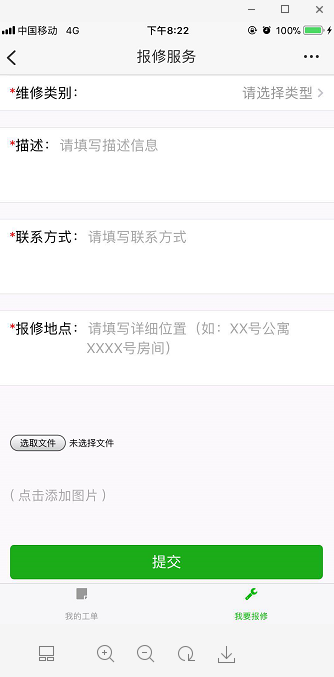 中国移动 4G 下午8:22 100%
报修服务
*维修类别： 请选择类型
*描述： 请填写描述信息
*联系方式： 请填写联系方式
*报修地点： 请填写详细位置（如：XX号公寓
XXXX号房间）
选取文件 未选择文件
（ 点击添加图片 ）
提交
我的工单 我要报修